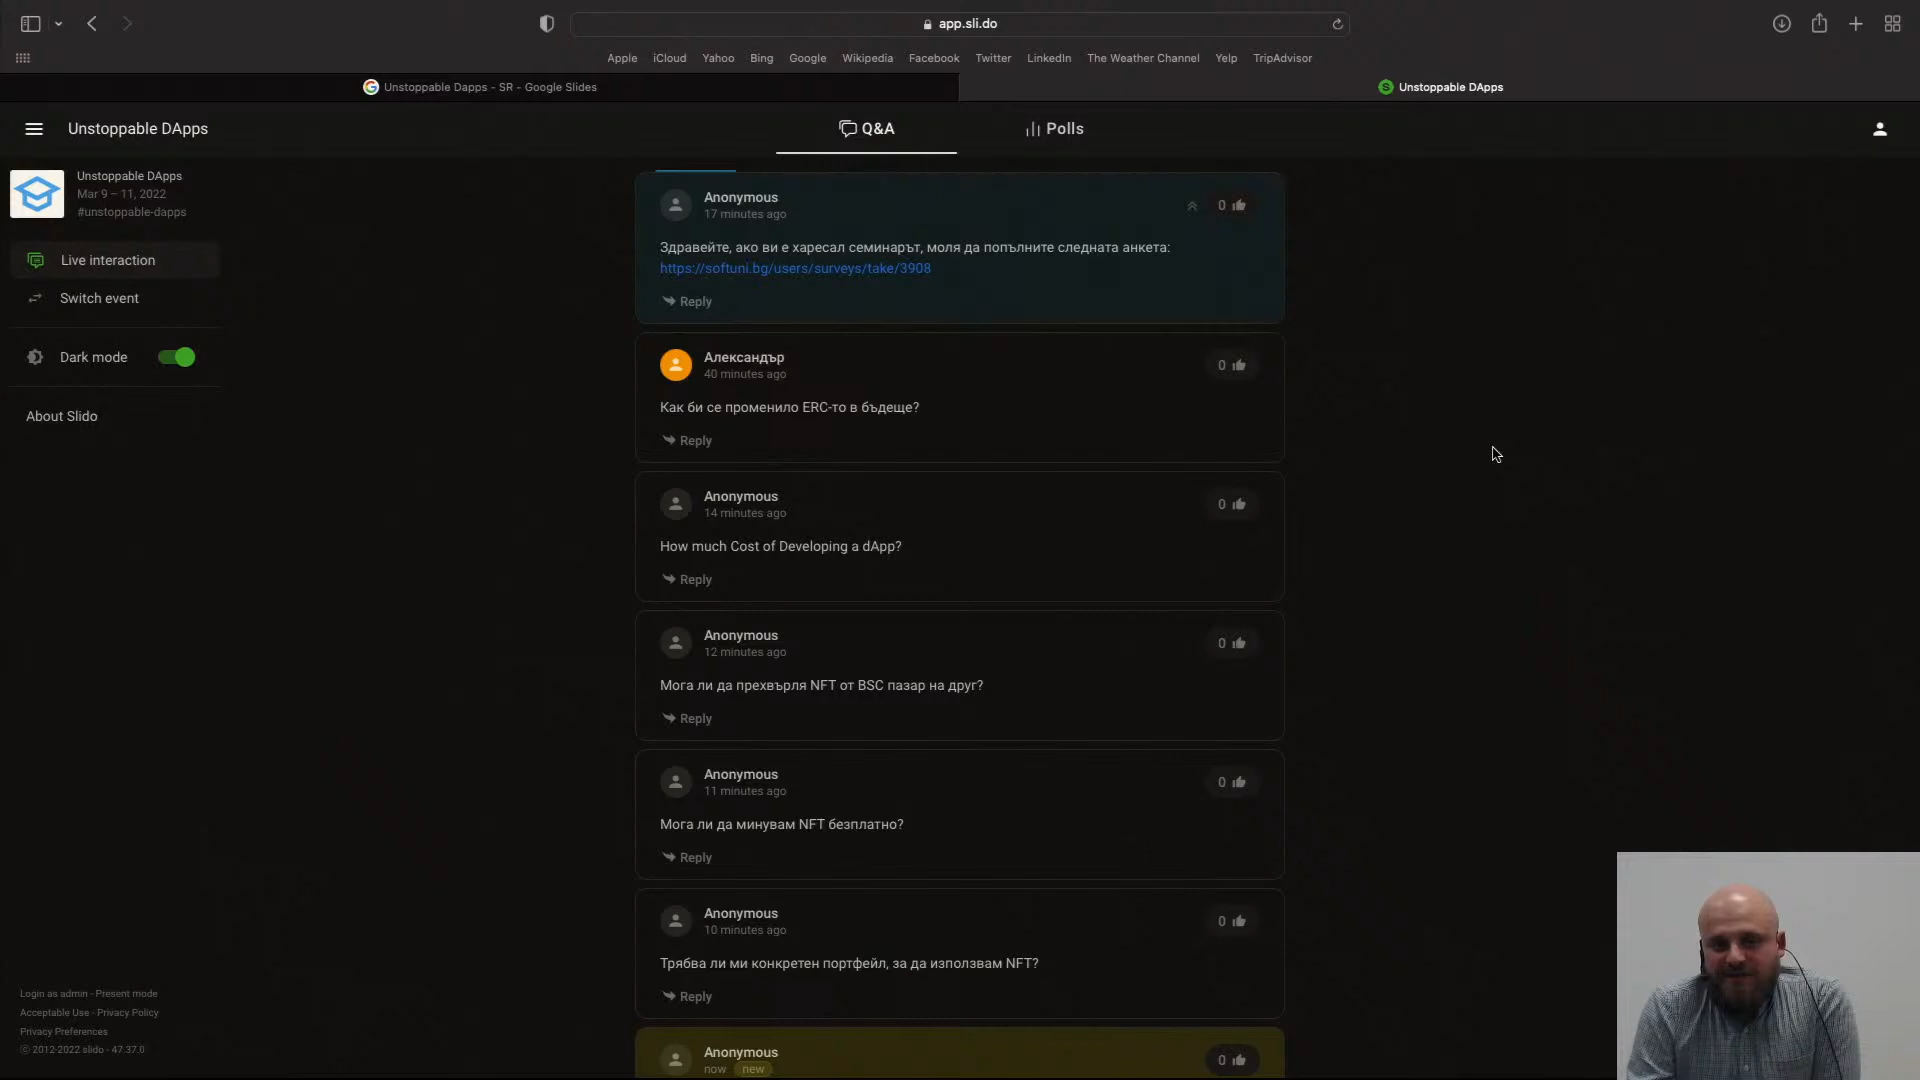 app.sli.do
Apple iCloud Yahoo Bing Google Wikipedia Facebook Twitter LinkedIn The Weather Channel Yelp TripAdvisor
Unstoppable Dapps - SR - Google Slides
Unstoppable DApps
Unstoppable DApps
Q&A
Polls
Unstoppable DApps
Mar 9 – 11, 2022
#unstoppable-dapps
Live interaction
Switch event
Dark mode
About Slido
Anonymous
17 minutes ago
0
Здравейте, ако ви е харесал семинарът, моля да попълните следната анкета:
https://softuni.bg/users/surveys/take/3908
Reply
Александър
40 minutes ago
0
Как би се променило ERC-то в бъдеще?
Reply
Anonymous
14 minutes ago
0
How much Cost of Developing a dApp?
Reply
Anonymous
12 minutes ago
0
Мога ли да прехвърля NFT от BSC пазар на друг?
Reply
Anonymous
11 minutes ago
0
Мога ли да минувам NFT безплатно?
Reply
Anonymous
10 minutes ago
0
Трябва ли ми конкретен портфейл, за да използвам NFT?
Reply
Anonymous
now new
0
Login as admin - Present mode
Acceptable Use - Privacy Policy
Privacy Preferences
© 2012-2022 slido - 47.37.0